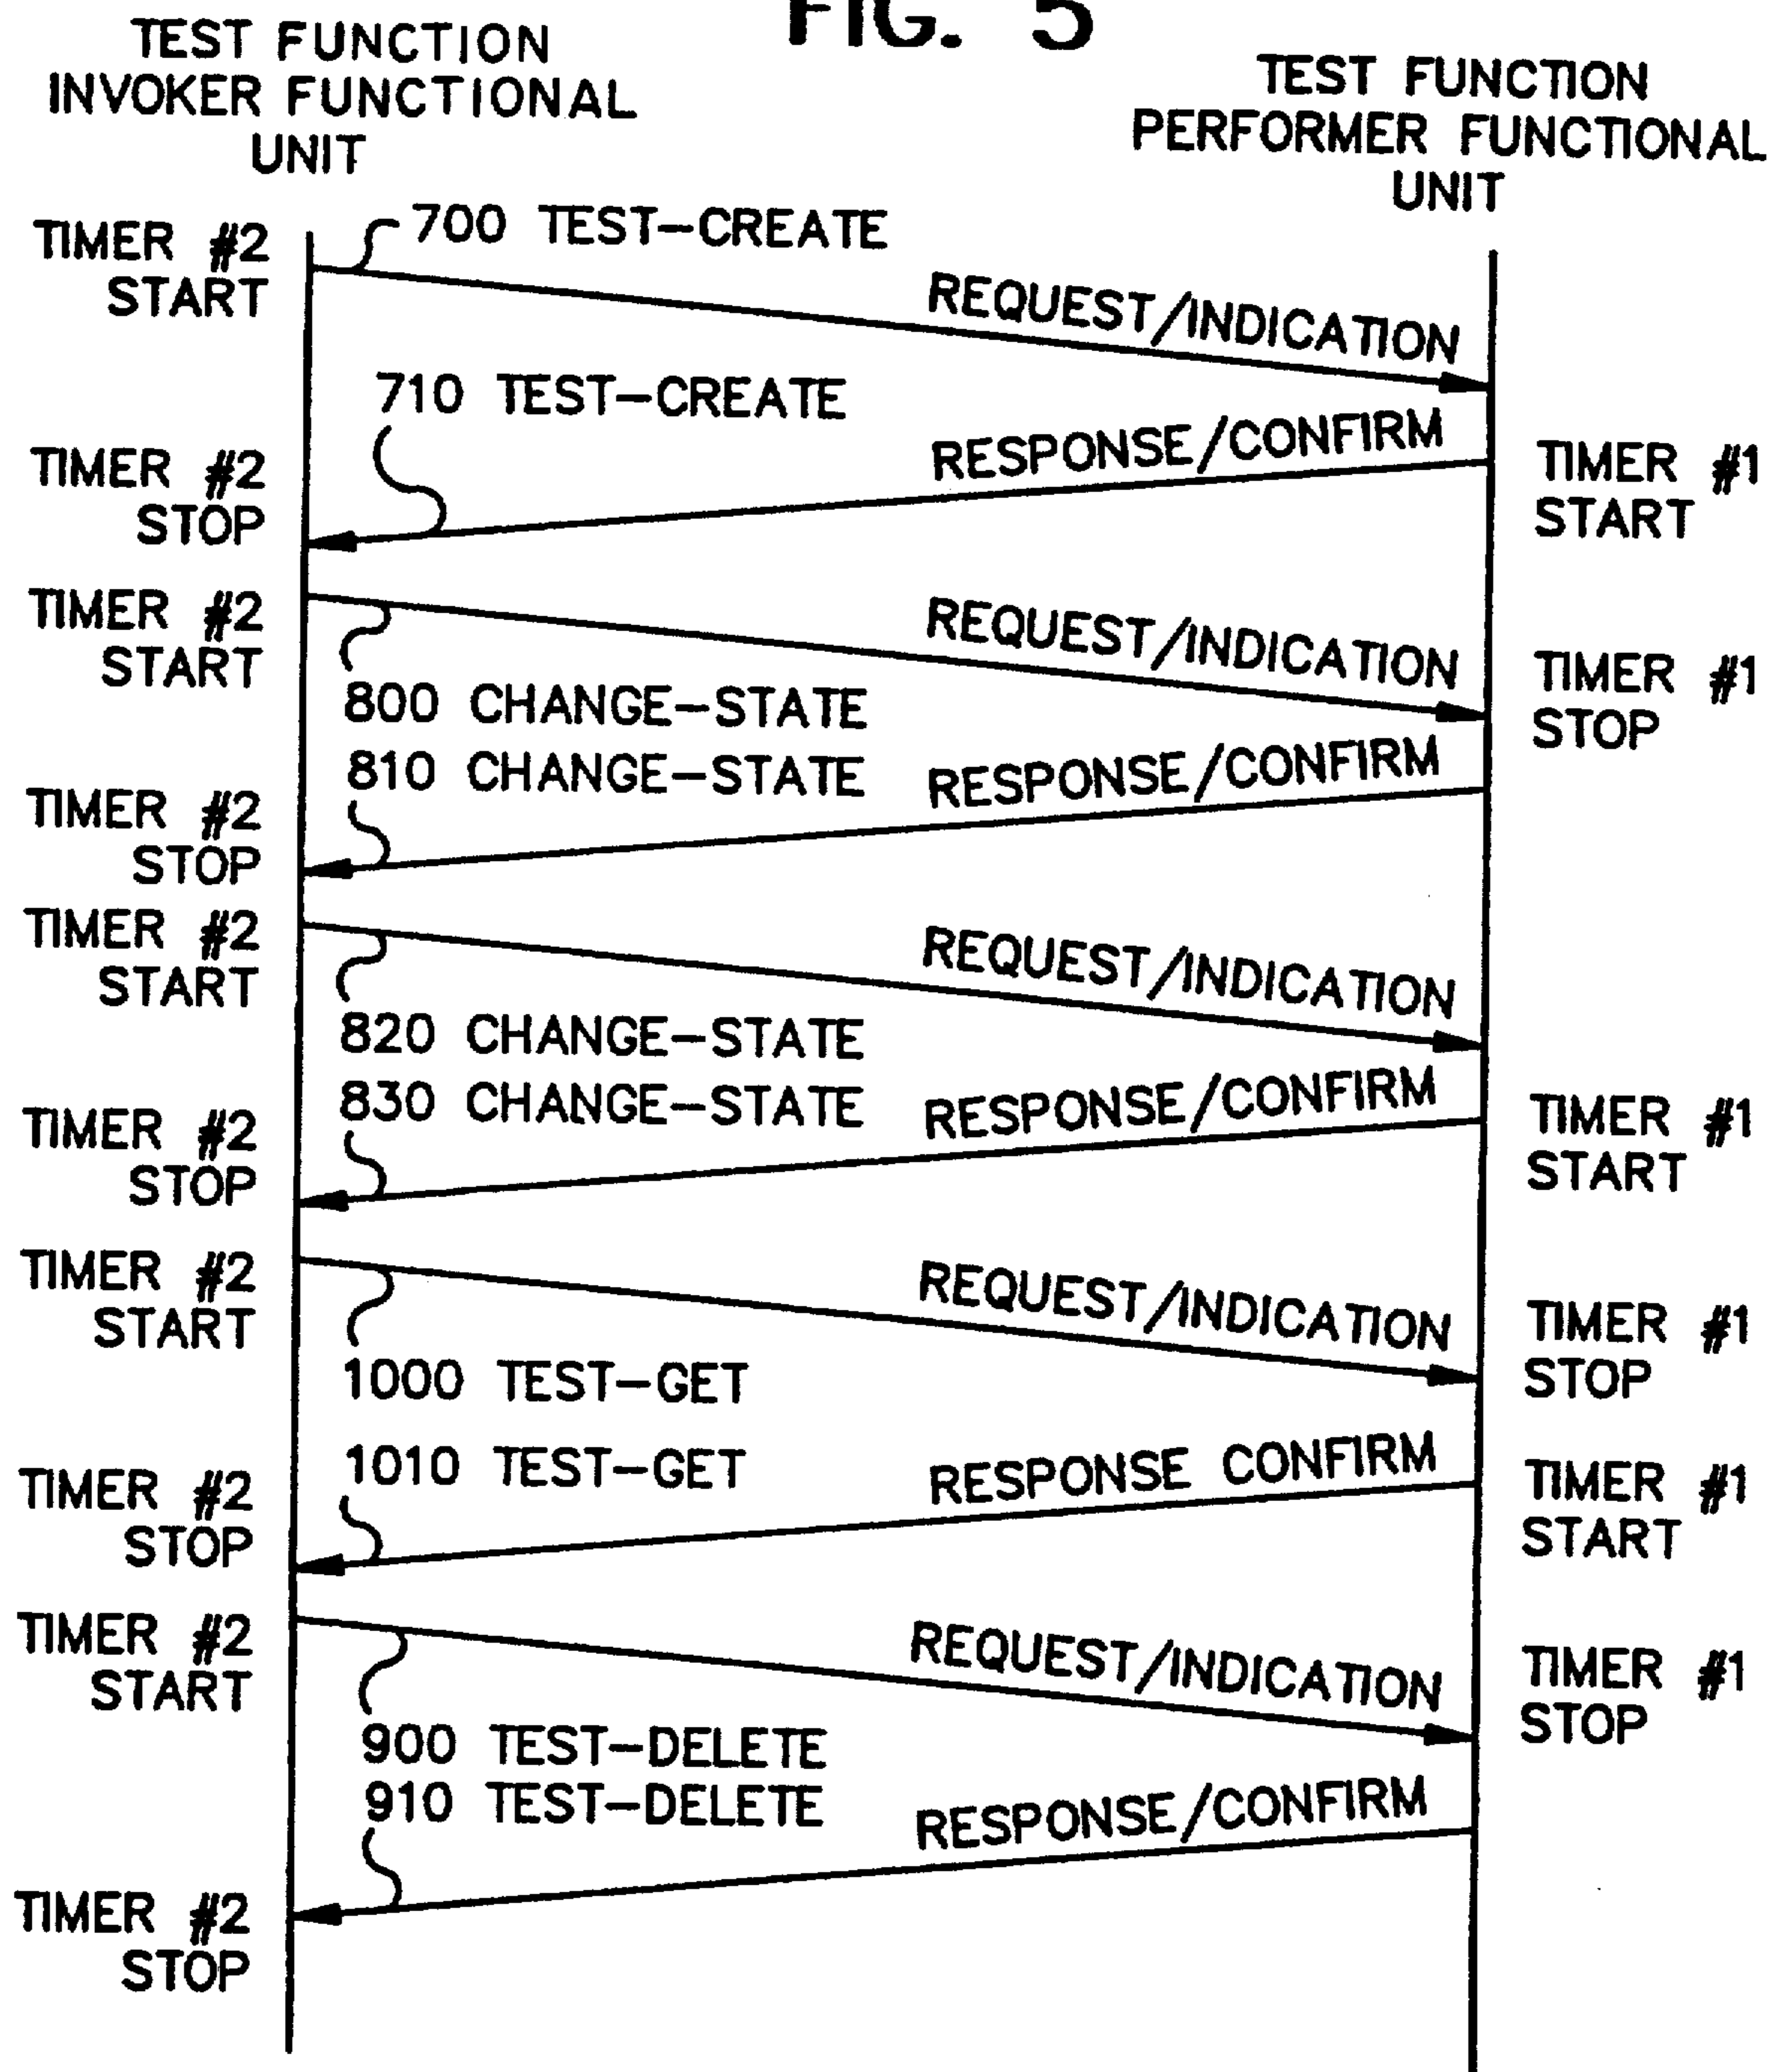 FIG. 5
TEST FUNCTION
INVOKER FUNCTIONAL
UNIT
TEST FUNCTION
PERFORMER FUNCTIONAL
UNIT
TIMER #2
START
700 TEST-CREATE
REQUEST/INDICATION
710 TEST-CREATE
RESPONSE/CONFIRM
TIMER #2
STOP
TIMER #1
START
TIMER #2
START
REQUEST/INDICATION
TIMER #1
STOP
800 CHANGE-STATE
810 CHANGE-STATE
RESPONSE/CONFIRM
TIMER #2
STOP
TIMER #2
START
REQUEST/INDICATION
820 CHANGE-STATE
830 CHANGE-STATE
RESPONSE/CONFIRM
TIMER #2
STOP
TIMER #1
START
TIMER #2
START
REQUEST/INDICATION
TIMER #1
STOP
1000 TEST-GET
1010 TEST-GET
RESPONSE CONFIRM
TIMER #2
STOP
TIMER #1
START
TIMER #2
START
REQUEST/INDICATION
TIMER #1
STOP
900 TEST-DELETE
910 TEST-DELETE
RESPONSE/CONFIRM
TIMER #2
STOP